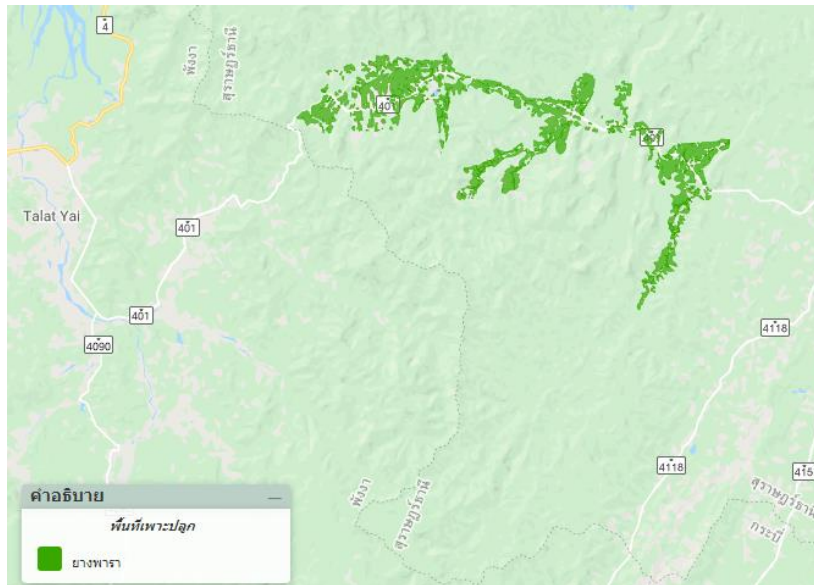 4
พังงา
สุราษฎร์ธานี
401
401
Talat Yai
401
401
4090
4118
4118
415
สุราษฎร์ธานี
กระบี่
พังงา
สุราษฎร์ธานี
คำอธิบาย
พื้นที่เพาะปลูก
ยางพารา